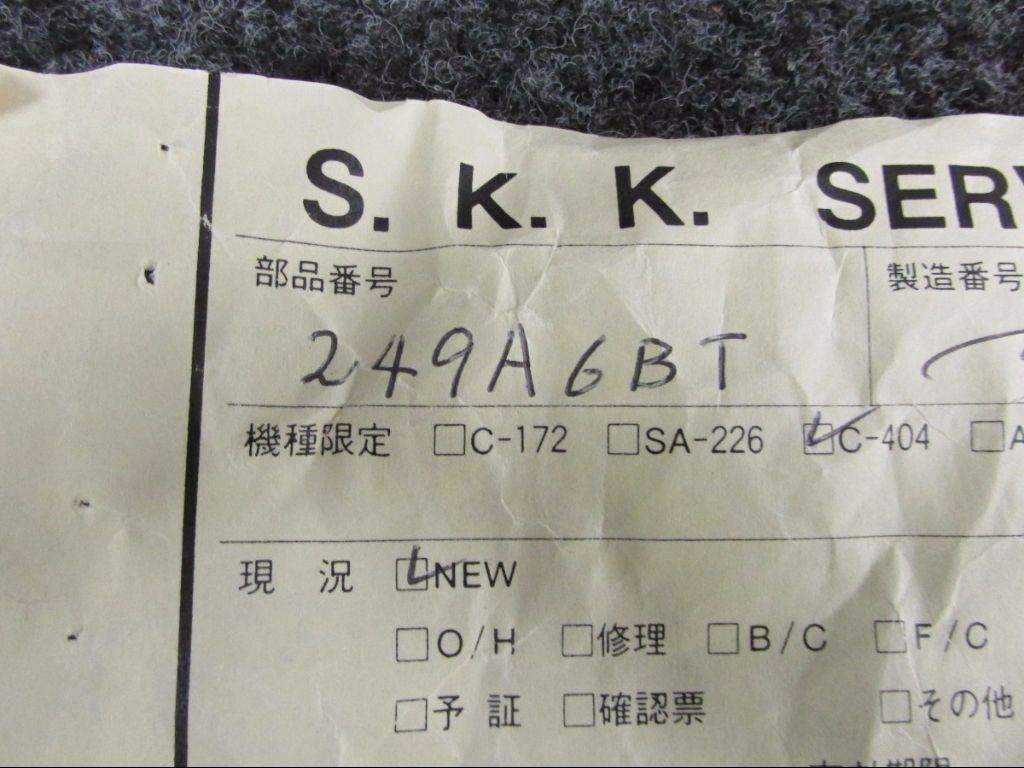 S. K. K. SER
部品番号 製造番号
249A6BT
機種限定 □C-172 □SA-226 ☑C-404 □A
現 況 ☑NEW
□O/H □修理 □B/C □F/C
□予 証 □確認票 □その他